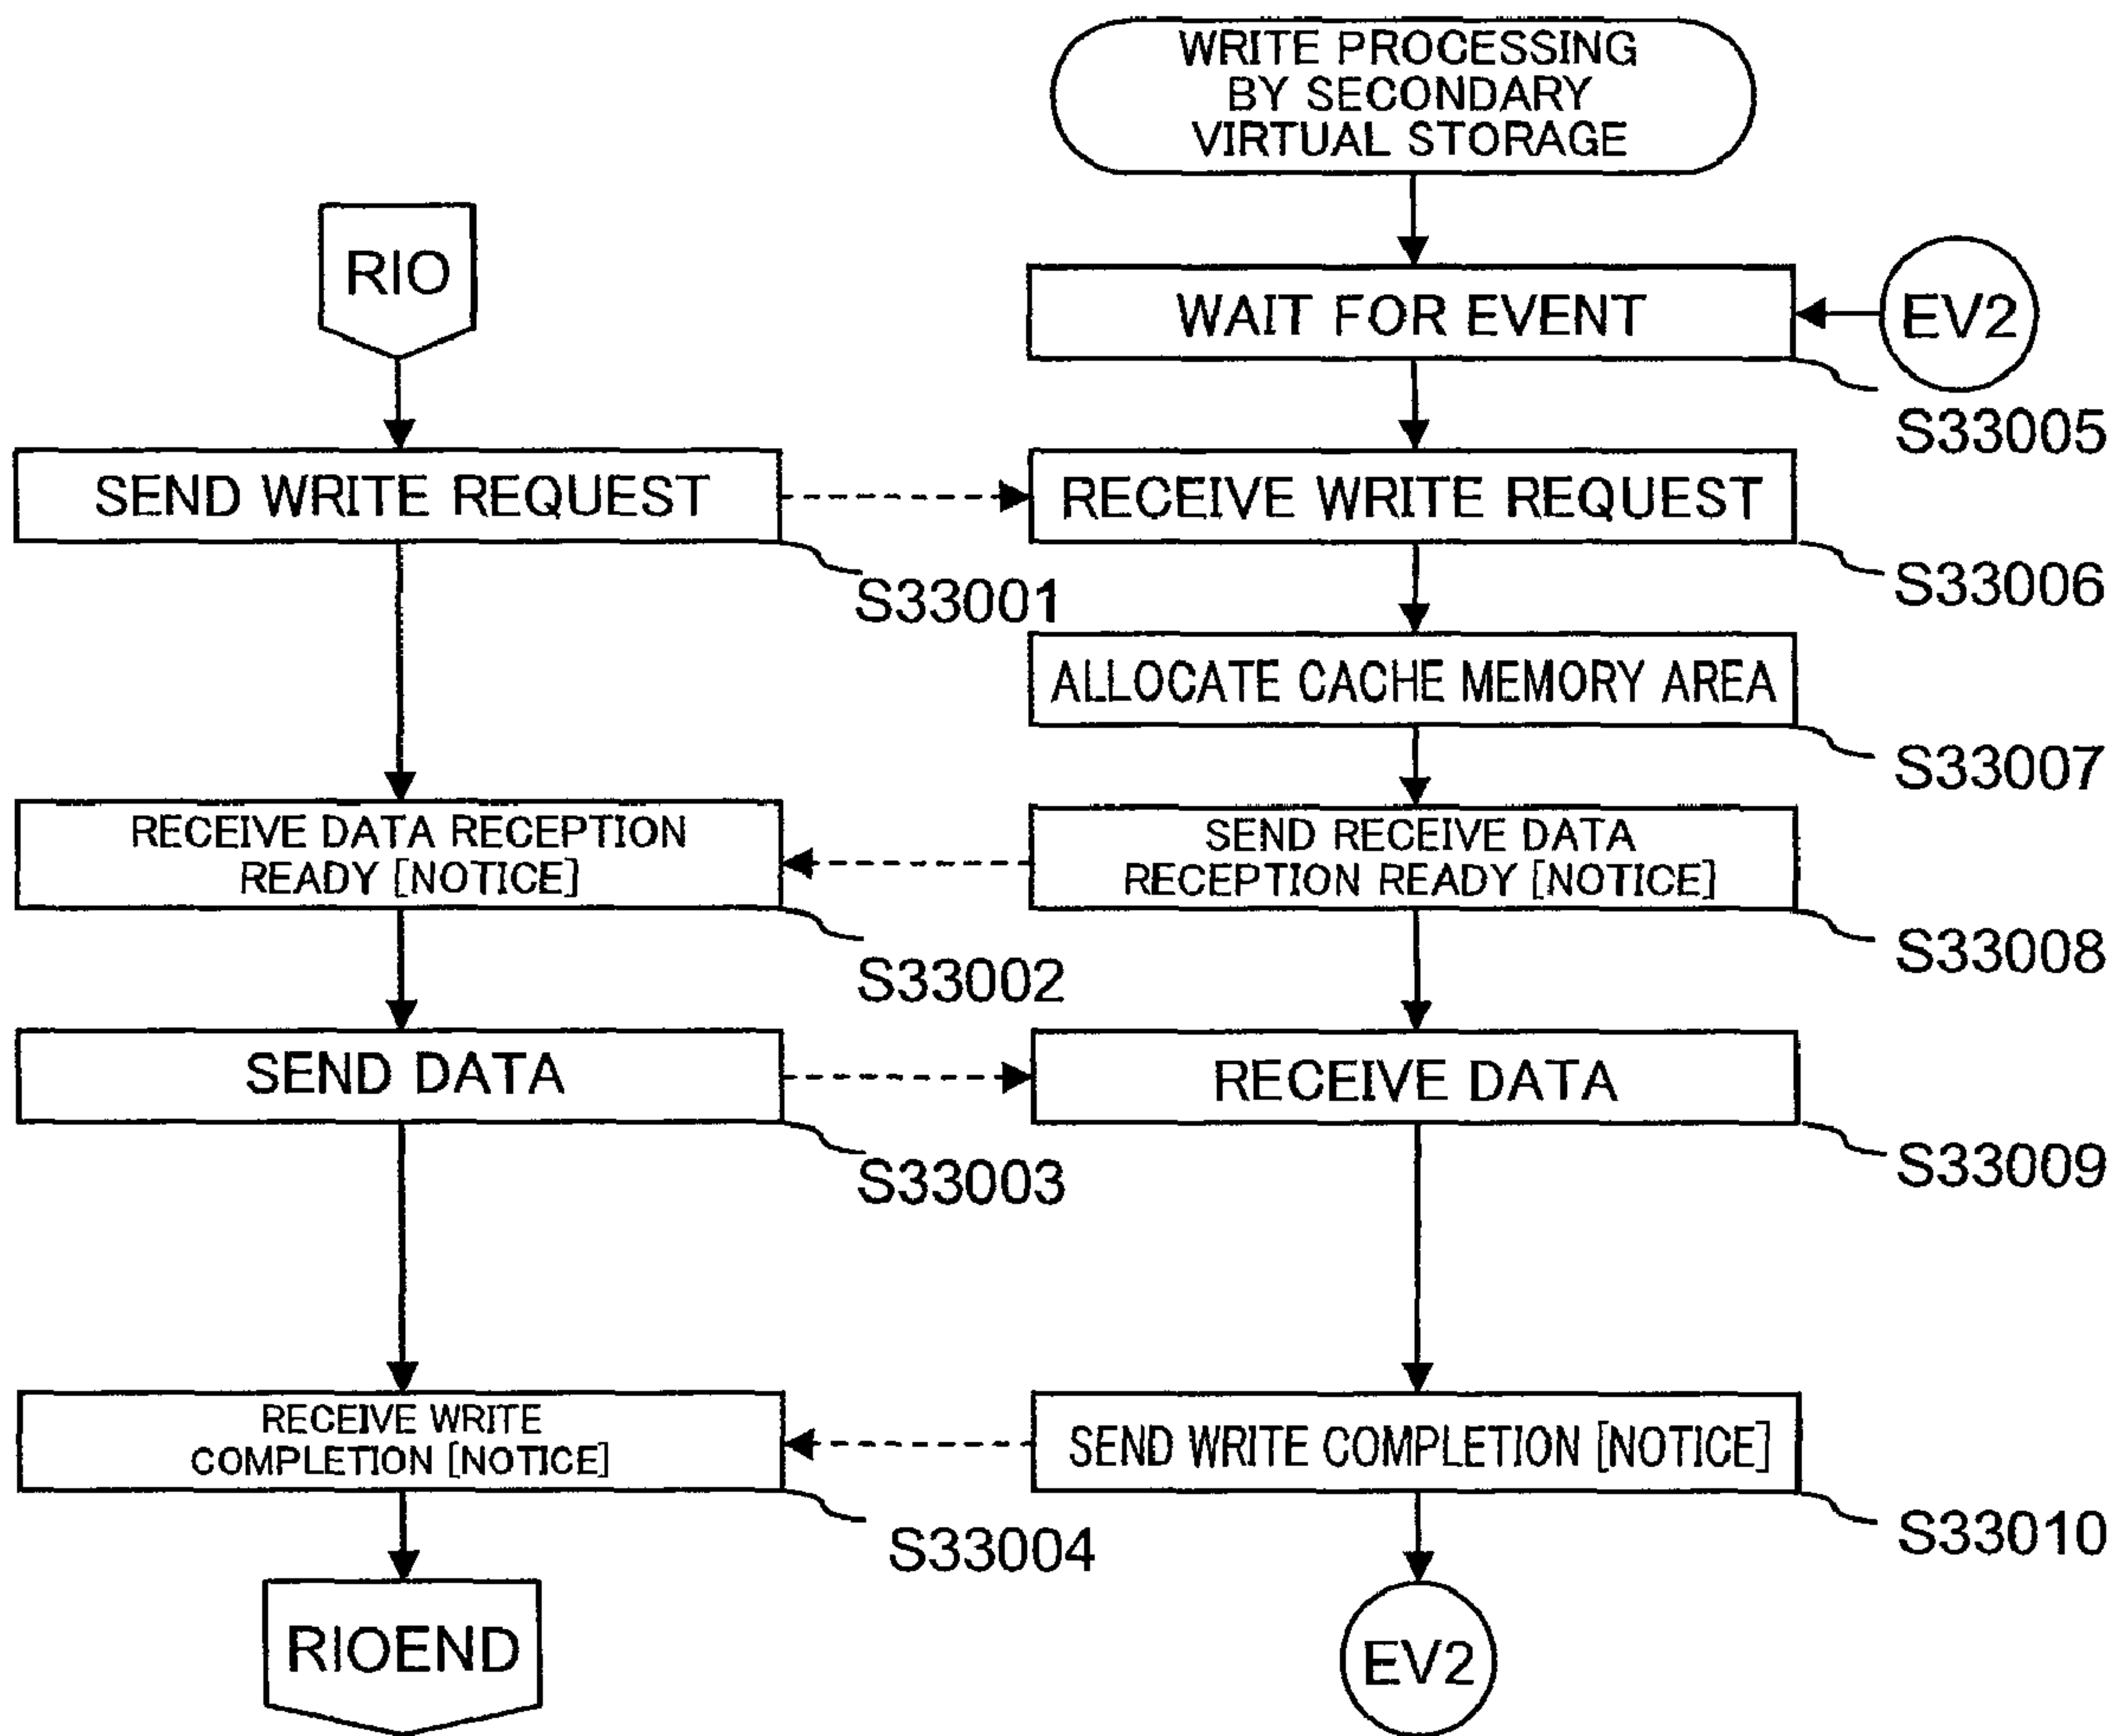 WRITE PROCESSING
BY SECONDARY
VIRTUAL STORAGE
RIO
WAIT FOR EVENT
EV2
S33005
SEND WRITE REQUEST
RECEIVE WRITE REQUEST
S33001
S33006
ALLOCATE CACHE MEMORY AREA
S33007
RECEIVE DATA RECEPTION
READY [NOTICE]
SEND RECEIVE DATA
RECEPTION READY [NOTICE]
S33002
S33008
SEND DATA
RECEIVE DATA
S33003
S33009
RECEIVE WRITE
COMPLETION [NOTICE]
SEND WRITE COMPLETION [NOTICE]
S33004
S33010
RIOEND
EV2